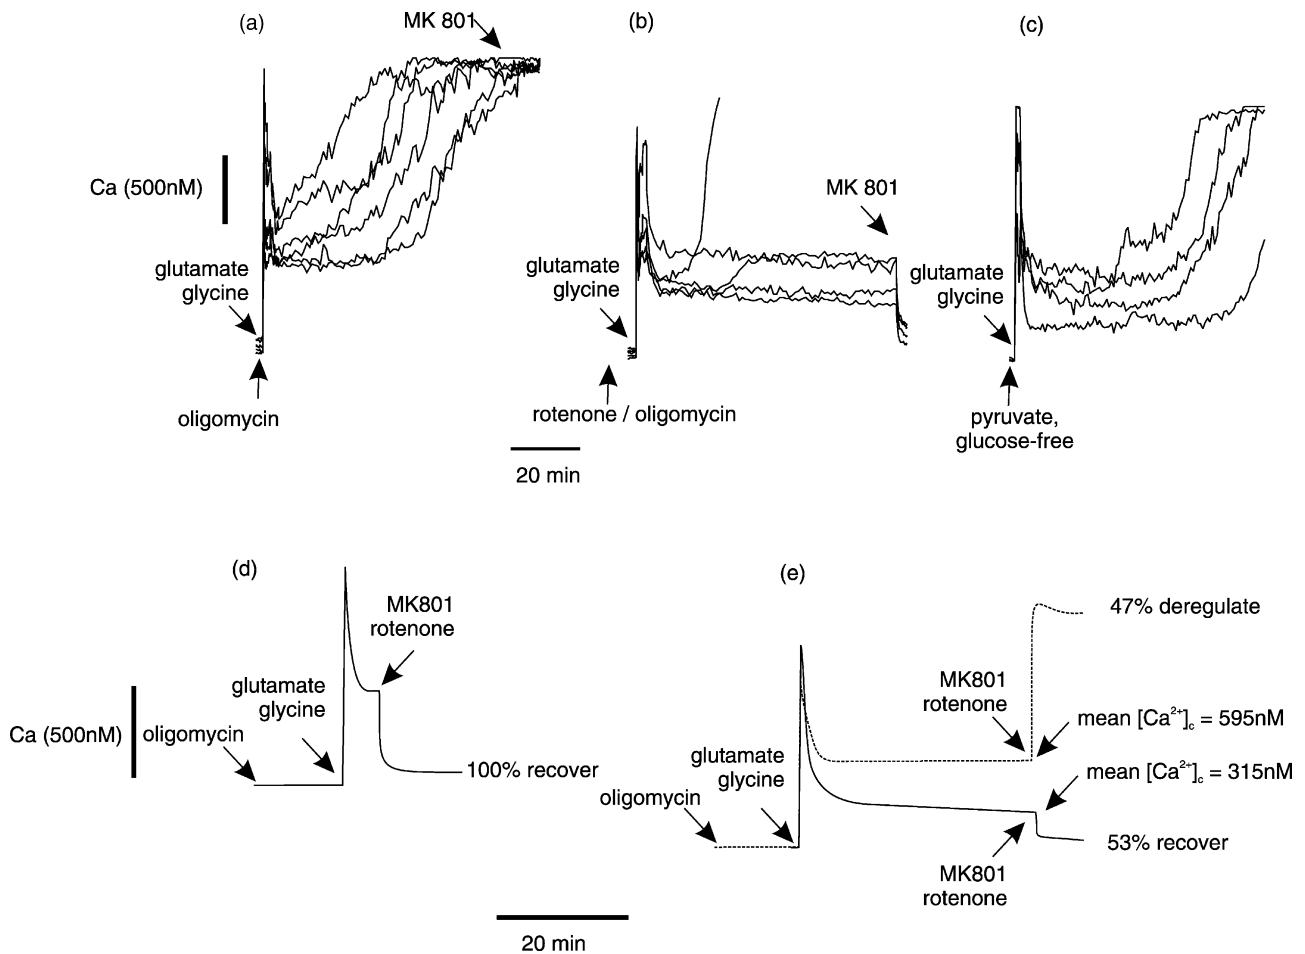 (a)
MK 801
(b)
(c)
Ca (500nM)
MK 801
glutamate
glycine
glutamate
glycine
glutamate
glycine
oligomycin
rotenone / oligomycin
pyruvate,
glucose-free
20 min
(d)
(e)
MK801
rotenone
47% deregulate
glutamate
glycine
MK801
rotenone
mean [Ca²⁺]c = 595nM
Ca (500nM)
oligomycin
glutamate
glycine
100% recover
mean [Ca²⁺]c = 315nM
oligomycin
53% recover
MK801
rotenone
20 min